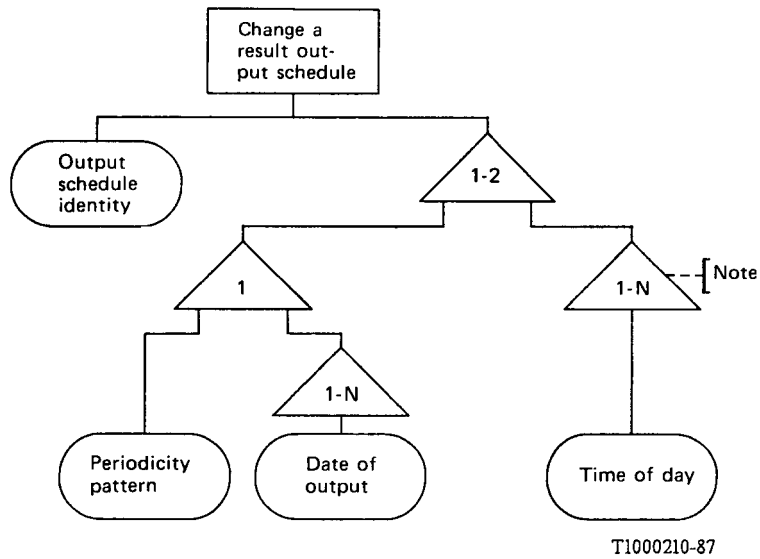 Change a
result out-
put schedule
Output
schedule
identity
1-2
1
1-N
Note
1-N
Periodicity
pattern
Date of
output
Time of day
T1000210-87